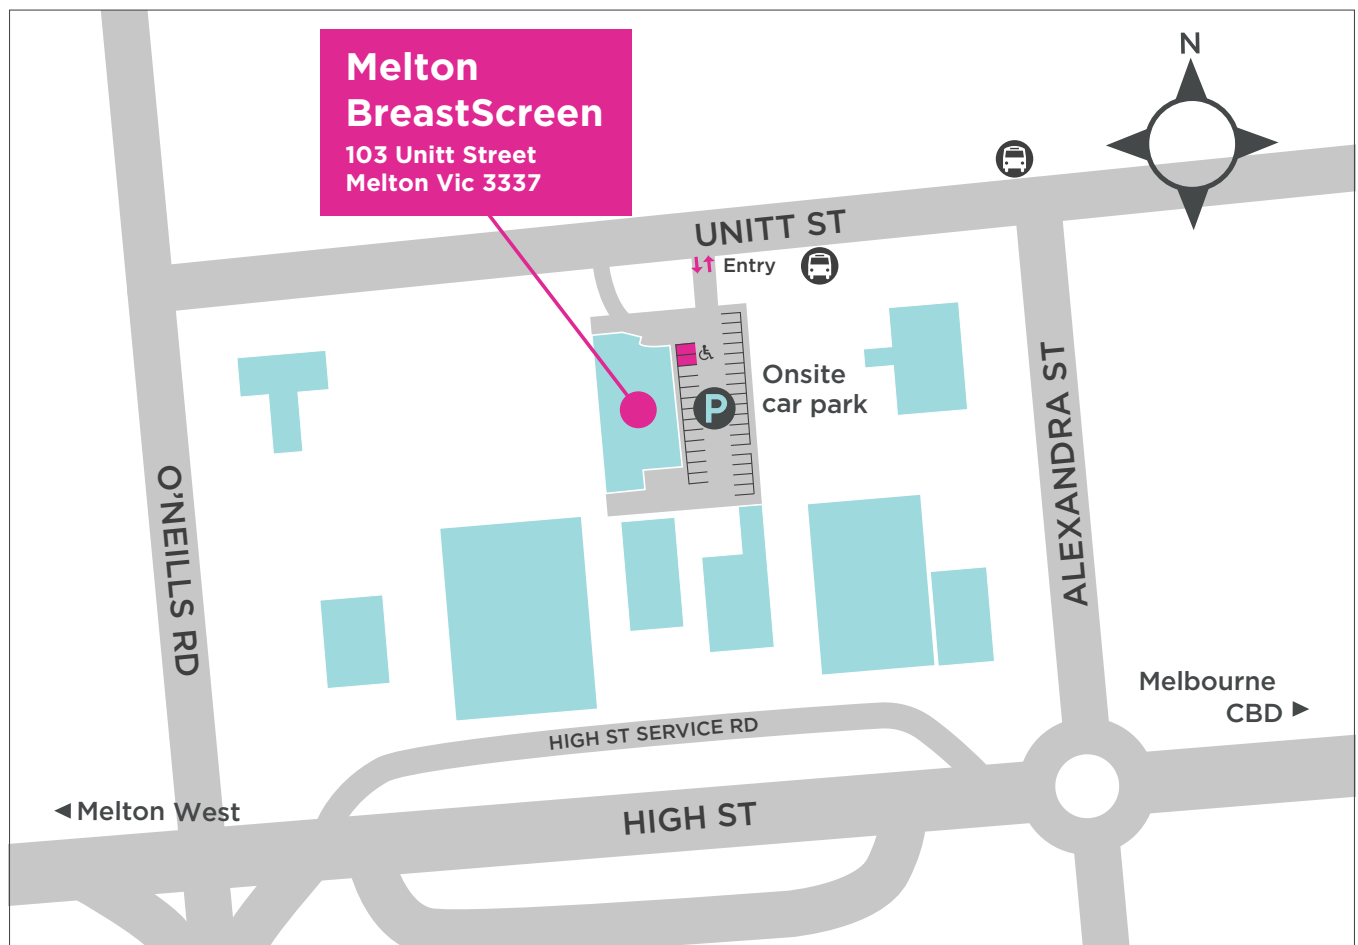 Melton
BreastScreen
103 Unitt Street
Melton Vic 3337
N
UNITT ST
Entry
Onsite
car park
P
ALEXANDRA ST
O'NEILLS RD
Melbourne
CBD
HIGH ST SERVICE RD
Melton West
HIGH ST